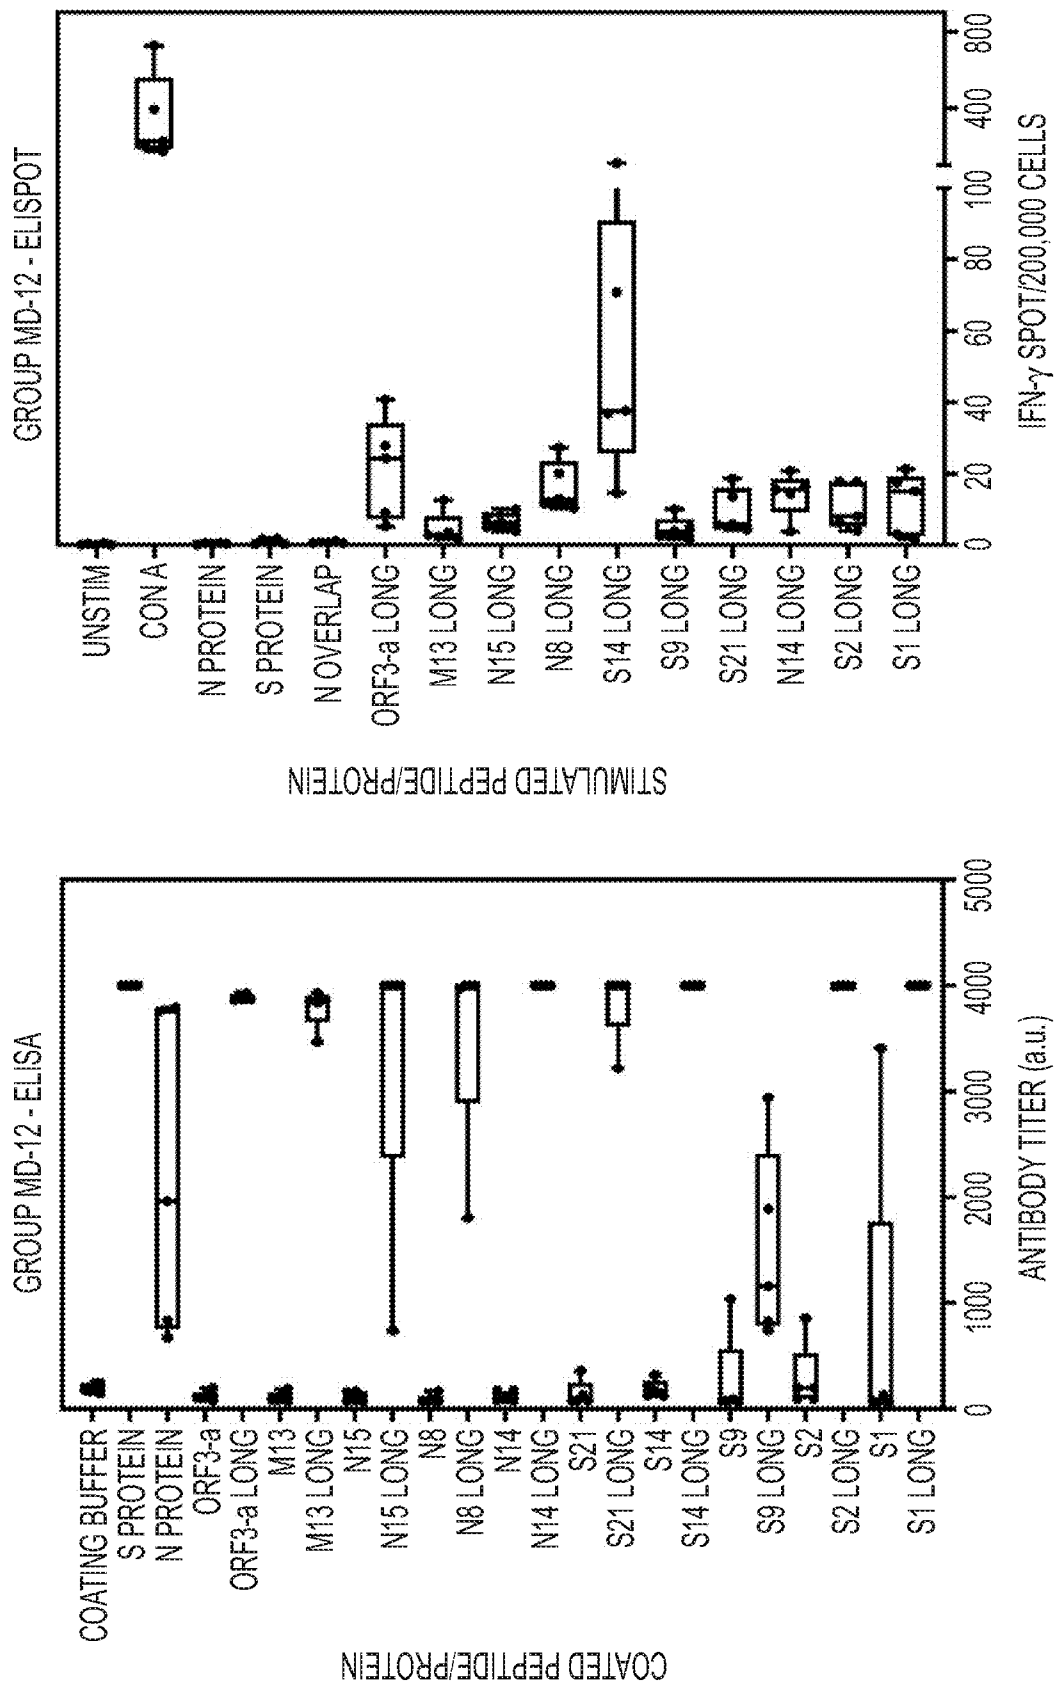 GROUP MD-12 - ELISA
COATED PEPTIDE/PROTEIN
COATING BUFFER
S PROTEIN
N PROTEIN
ORF3-a
ORF3-a LONG
M13
M13 LONG
N15
N15 LONG
N8
N8 LONG
N14
N14 LONG
S21
S21 LONG
S14
S14 LONG
S9
S9 LONG
S2
S2 LONG
S1
S1 LONG
0
1000
2000
3000
4000
5000
ANTIBODY TITER (a.u.)
GROUP MD-12 - ELISPOT
STIMULATED PEPTIDE/PROTEIN
UNSTIM
CON A
N PROTEIN
S PROTEIN
N OVERLAP
ORF3-a LONG
M13 LONG
N15 LONG
N8 LONG
S14 LONG
S9 LONG
S21 LONG
N14 LONG
S2 LONG
S1 LONG
0
20
40
60
80
100
400
800
IFN-γ SPOT/200,000 CELLS